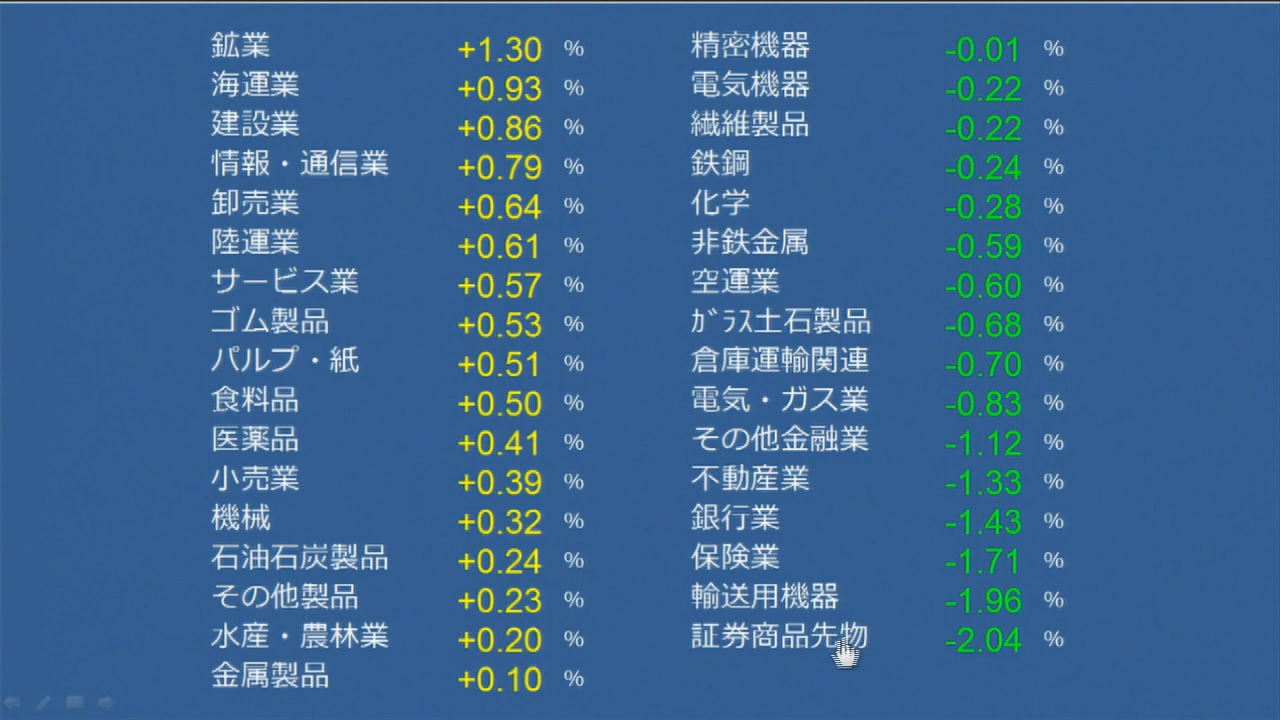 鉱業 +1.30 %
海運業 +0.93 %
建設業 +0.86 %
情報・通信業 +0.79 %
卸売業 +0.64 %
陸運業 +0.61 %
サービス業 +0.57 %
ゴム製品 +0.53 %
パルプ・紙 +0.51 %
食料品 +0.50 %
医薬品 +0.41 %
小売業 +0.39 %
機械 +0.32 %
石油石炭製品 +0.24 %
その他製品 +0.23 %
水産・農林業 +0.20 %
金属製品 +0.10 %
精密機器 -0.01 %
電気機器 -0.22 %
繊維製品 -0.22 %
鉄鋼 -0.24 %
化学 -0.28 %
非鉄金属 -0.59 %
空運業 -0.60 %
ガラス土石製品 -0.68 %
倉庫運輸関連 -0.70 %
電気・ガス業 -0.83 %
その他金融業 -1.12 %
不動産業 -1.33 %
銀行業 -1.43 %
保険業 -1.71 %
輸送用機器 -1.96 %
証券商品先物 -2.04 %